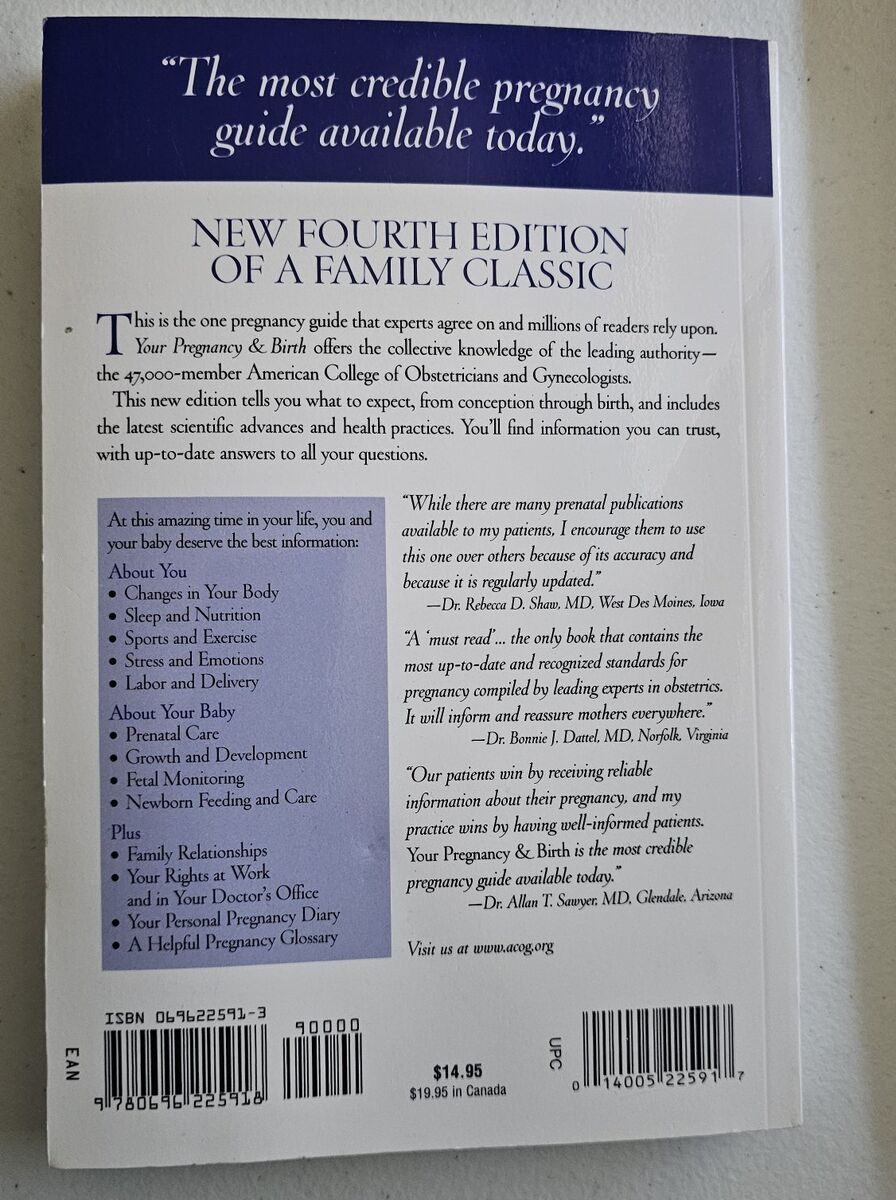 “The most credible pregnancy
guide available today.”
NEW FOURTH EDITION
OF A FAMILY CLASSIC
This is the one pregnancy guide that experts agree on and millions of readers rely upon.
Your Pregnancy & Birth offers the collective knowledge of the leading authority—
the 47,000-member American College of Obstetricians and Gynecologists.
This new edition tells you what to expect, from conception through birth, and includes
the latest scientific advances and health practices. You’ll find information you can trust,
with up-to-date answers to all your questions.
At this amazing time in your life, you and
your baby deserve the best information:
About You
• Changes in Your Body
• Sleep and Nutrition
• Sports and Exercise
• Stress and Emotions
• Labor and Delivery
About Your Baby
• Prenatal Care
• Growth and Development
• Fetal Monitoring
• Newborn Feeding and Care
Plus
• Family Relationships
• Your Rights at Work
and in Your Doctor’s Office
• Your Personal Pregnancy Diary
• A Helpful Pregnancy Glossary
“While there are many prenatal publications
available to my patients, I encourage them to use
this one over others because of its accuracy and
because it is regularly updated.”
—Dr. Rebecca D. Shaw, MD, West Des Moines, Iowa
“A ‘must read’... the only book that contains the
most up-to-date and recognized standards for
pregnancy compiled by leading experts in obstetrics.
It will inform and reassure mothers everywhere.”
—Dr. Bonnie J. Dattel, MD, Norfolk, Virginia
“Our patients win by receiving reliable
information about their pregnancy, and my
practice wins by having well-informed patients.
Your Pregnancy & Birth is the most credible
pregnancy guide available today.”
—Dr. Allan T. Sawyer, MD, Glendale, Arizona
Visit us at www.acog.org
ISBN 069622591-3
90000
EAN
9 780696 225918
$14.95
$19.95 in Canada
UPC
0 14005 22591 7